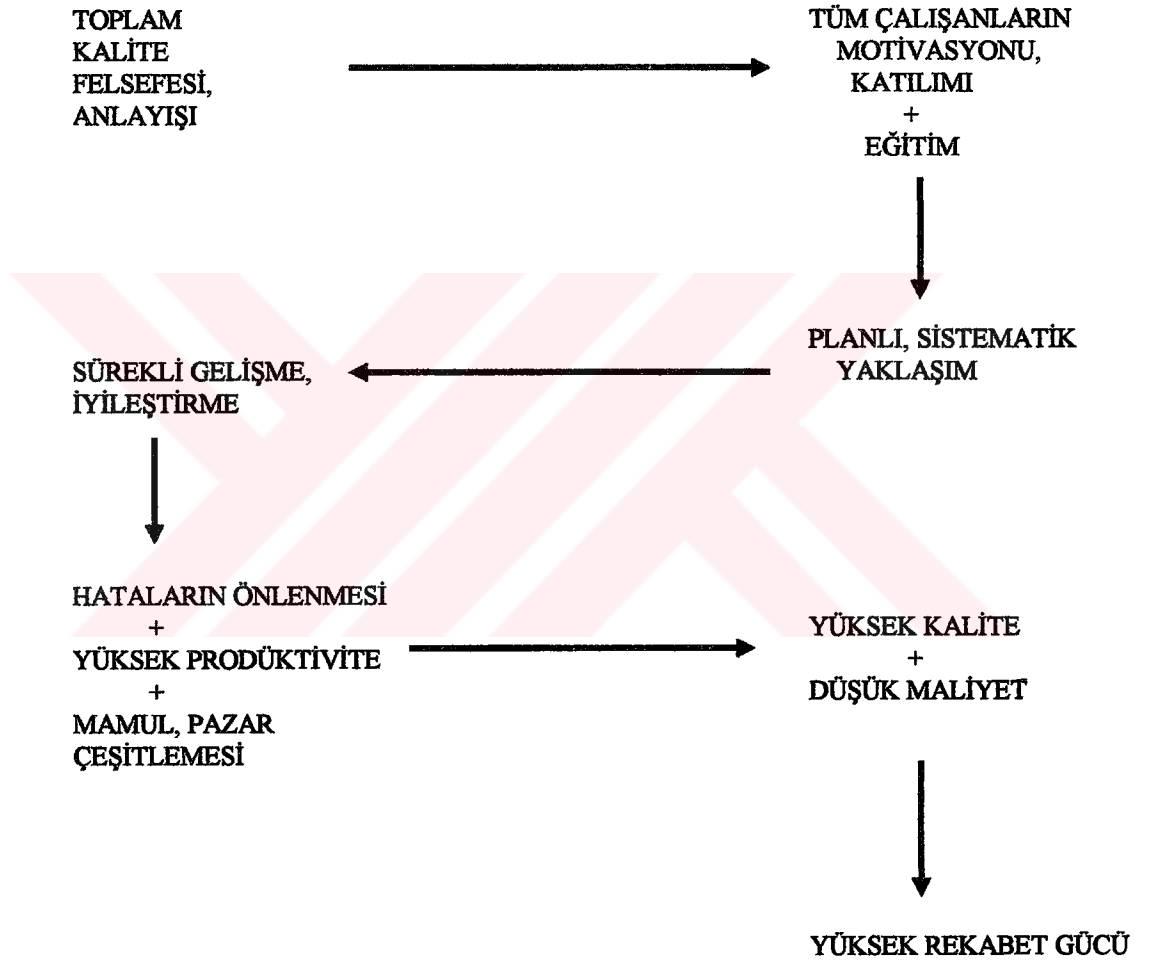 TOPLAM
KALİTE
FELSEFESİ,
ANLAYIŞI
TÜM ÇALIŞANLARIN
MOTİVASYONU,
KATILIMI
+
EĞİTİM
PLANLI, SİSTEMATİK
YAKLAŞIM
SÜREKLİ GELİŞME,
İYİLEŞTİRME
HATALARIN ÖNLENMESİ
+
YÜKSEK PRODÜKTİVİTE
+
MAMUL, PAZAR
ÇEŞİTLEMESİ
YÜKSEK KALİTE
+
DÜŞÜK MALİYET
YÜKSEK REKABET GÜCÜ